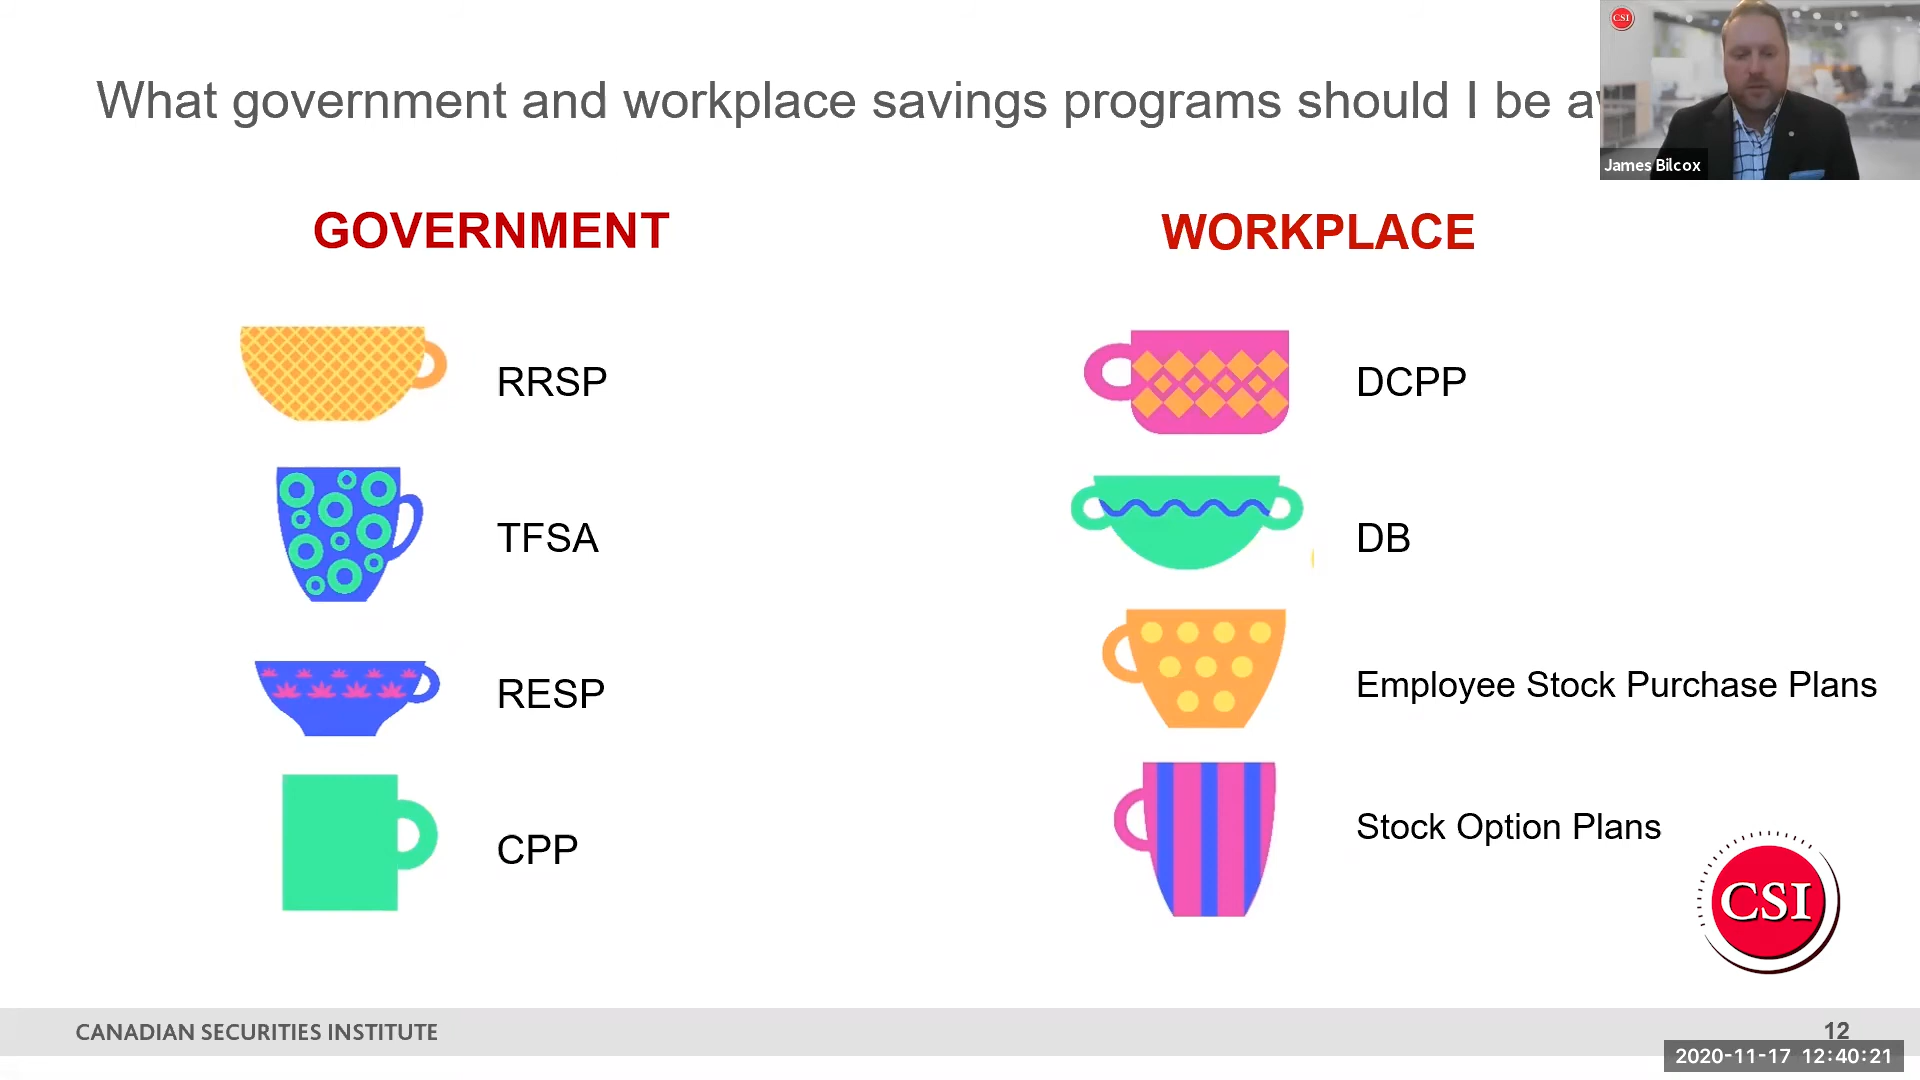 CSI
What government and workplace savings programs should I be a
James Bilcox
GOVERNMENT
WORKPLACE
RRSP
DCPP
TFSA
DB
RESP
Employee Stock Purchase Plans
CPP
Stock Option Plans
CSI
CANADIAN SECURITIES INSTITUTE
12
2020-11-17 12:40:21